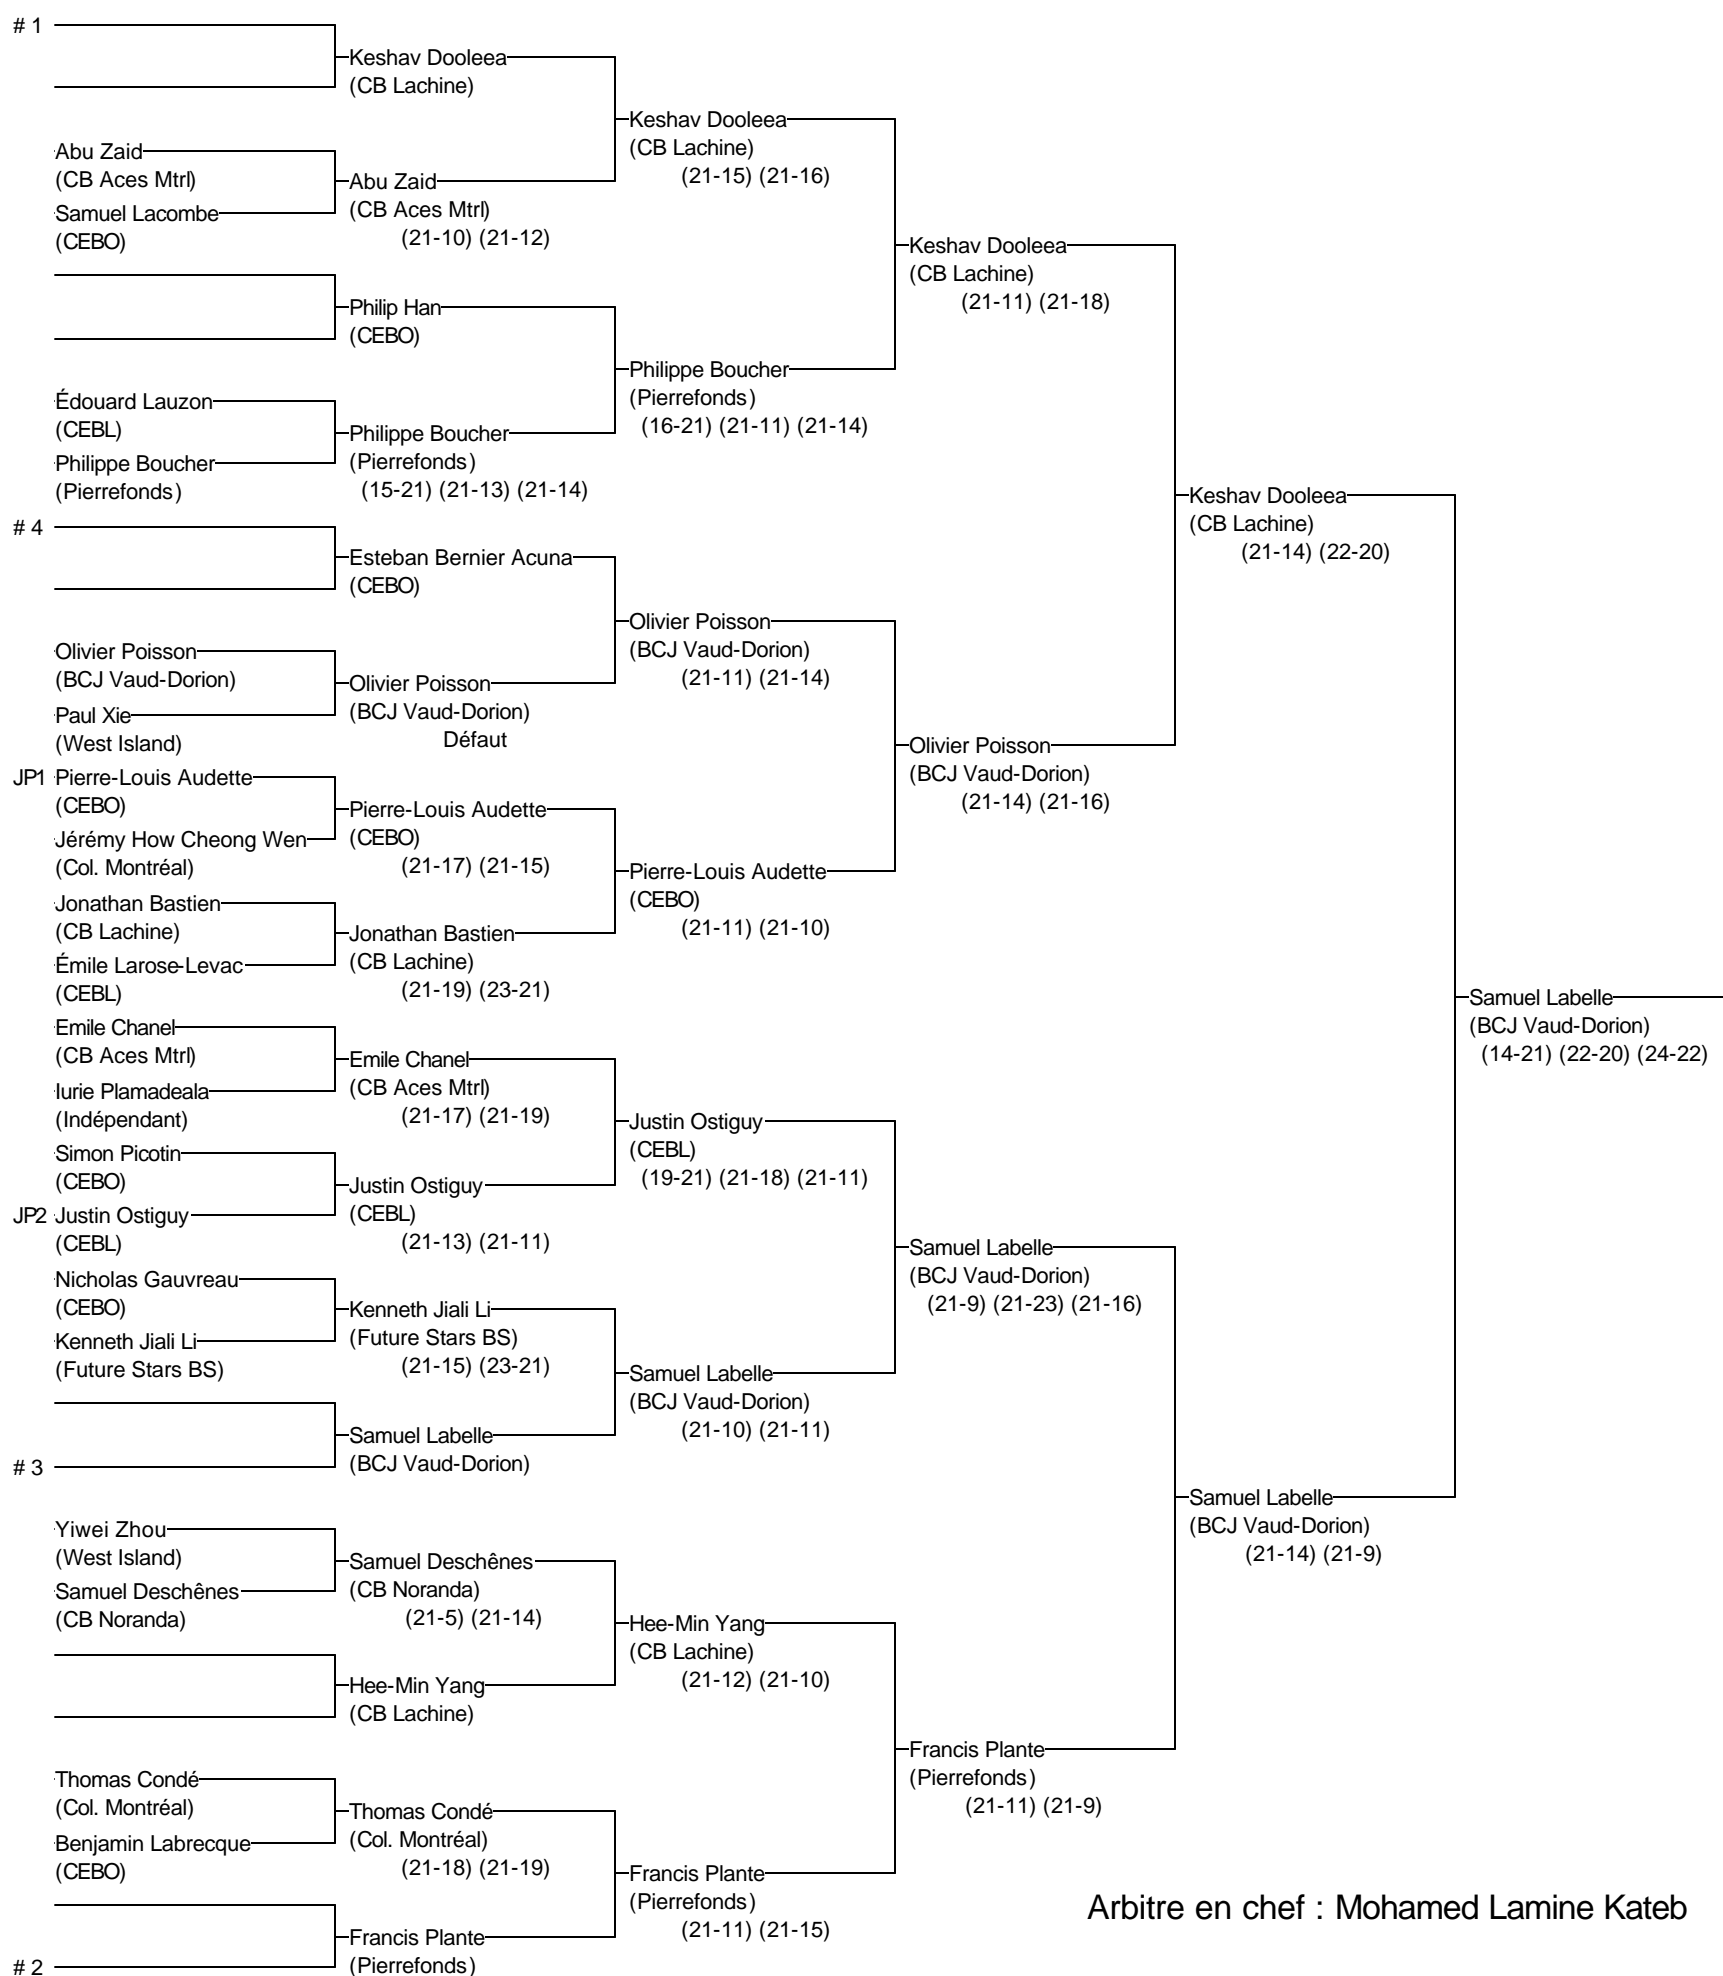 # 1
Keshav Dooleea
(CB Lachine)
Keshav Dooleea
(CB Lachine)
(21-15) (21-16)
Abu Zaid
(CB Aces Mtrl)
Samuel Lacombe
(CEBO)
Abu Zaid
(CB Aces Mtrl)
(21-10) (21-12)
Keshav Dooleea
(CB Lachine)
(21-11) (21-18)
Philip Han
(CEBO)
Philippe Boucher
(Pierrefonds)
(16-21) (21-11) (21-14)
Édouard Lauzon
(CEBL)
Philippe Boucher
(Pierrefonds)
Philippe Boucher
(Pierrefonds)
(15-21) (21-13) (21-14)
Keshav Dooleea
(CB Lachine)
(21-14) (22-20)
# 4
Esteban Bernier Acuna
(CEBO)
Olivier Poisson
(BCJ Vaud-Dorion)
(21-11) (21-14)
Olivier Poisson
(BCJ Vaud-Dorion)
Paul Xie
(West Island)
Olivier Poisson
(BCJ Vaud-Dorion)
Défaut
Olivier Poisson
(BCJ Vaud-Dorion)
(21-14) (21-16)
JP1 Pierre-Louis Audette
(CEBO)
Jérémy How Cheong Wen
(Col. Montréal)
Pierre-Louis Audette
(CEBO)
(21-17) (21-15)
Pierre-Louis Audette
(CEBO)
(21-11) (21-10)
Jonathan Bastien
(CB Lachine)
Émile Larose-Levac
(CEBL)
Jonathan Bastien
(CB Lachine)
(21-19) (23-21)
Samuel Labelle
(BCJ Vaud-Dorion)
(14-21) (22-20) (24-22)
Emile Chanel
(CB Aces Mtrl)
Iurie Plamadeala
(Indépendant)
Emile Chanel
(CB Aces Mtrl)
(21-17) (21-19)
Justin Ostiguy
(CEBL)
(19-21) (21-18) (21-11)
Simon Picotin
(CEBO)
JP2 Justin Ostiguy
(CEBL)
Justin Ostiguy
(CEBL)
(21-13) (21-11)
Samuel Labelle
(BCJ Vaud-Dorion)
(21-9) (21-23) (21-16)
Nicholas Gauvreau
(CEBO)
Kenneth Jiali Li
(Future Stars BS)
Kenneth Jiali Li
(Future Stars BS)
(21-15) (23-21)
Samuel Labelle
(BCJ Vaud-Dorion)
(21-10) (21-11)
Samuel Labelle
(BCJ Vaud-Dorion)
# 3
Samuel Labelle
(BCJ Vaud-Dorion)
(21-14) (21-9)
Yiwei Zhou
(West Island)
Samuel Deschênes
(CB Noranda)
Samuel Deschênes
(CB Noranda)
(21-5) (21-14)
Hee-Min Yang
(CB Lachine)
(21-12) (21-10)
Hee-Min Yang
(CB Lachine)
Francis Plante
(Pierrefonds)
(21-11) (21-9)
Thomas Condé
(Col. Montréal)
Benjamin Labrecque
(CEBO)
Thomas Condé
(Col. Montréal)
(21-18) (21-19)
Francis Plante
(Pierrefonds)
(21-11) (21-15)
Francis Plante
(Pierrefonds)
# 2
Arbitre en chef : Mohamed Lamine Kateb